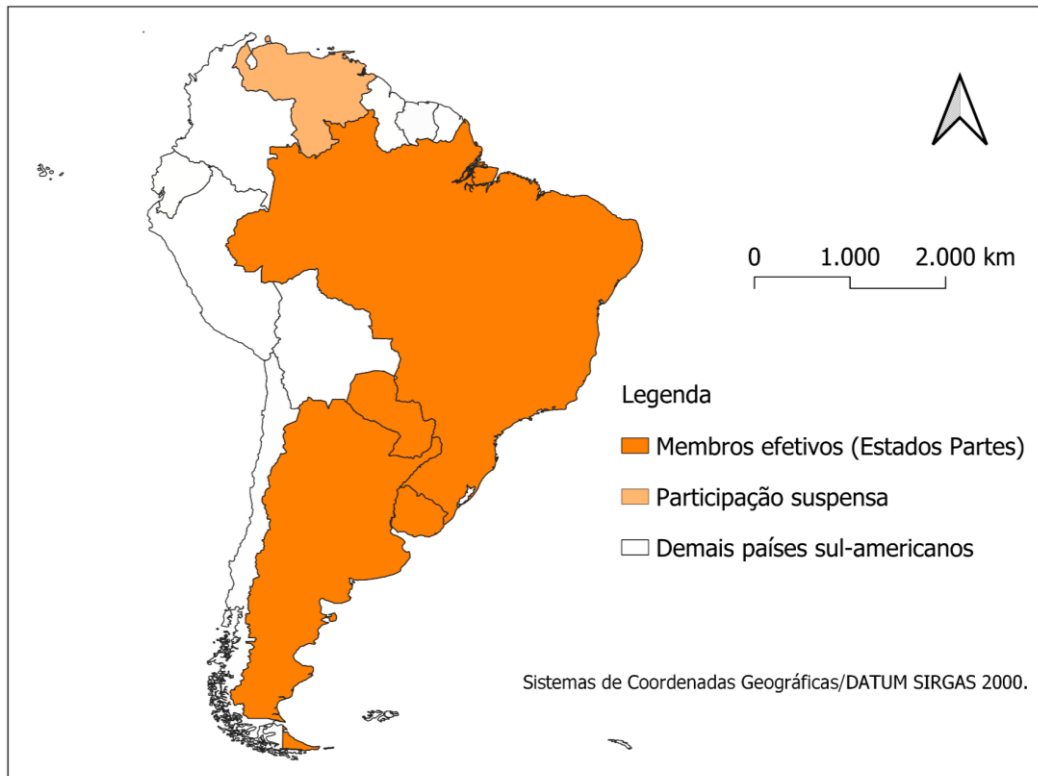 0 1.000 2.000 km
Legenda
Membros efetivos (Estados Partes)
Participação suspensa
Demais países sul-americanos
Sistemas de Coordenadas Geográficas/DATUM SIRGAS 2000.